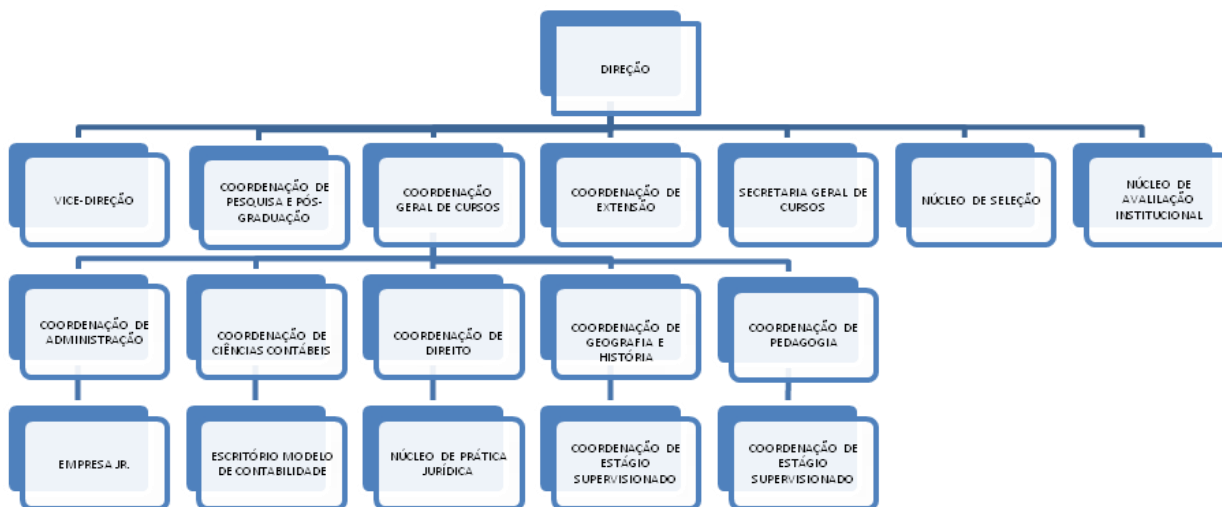 DIREÇÃO
VICE-DIREÇÃO
COORDENAÇÃO DE
PESQUISA E PÓS-
GRADUAÇÃO
COORDENAÇÃO
GERAL DE CURSOS
COORDENAÇÃO DE
EXTENSÃO
SECRETARIA GERAL DE
CURSOS
NÚCLEO DE SELEÇÃO
NÚCLEO DE
AVALILAÇÃO
INSTITUCIONAL
COORDENAÇÃO DE
ADMINISTRAÇÃO
COORDENAÇÃO DE
CIÊNCIAS CONTÁBEIS
COORDENAÇÃO DE
DIREITO
COORDENAÇÃO DE
GEOGRAFIA E
HISTÓRIA
COORDENAÇÃO DE
PEDAGOGIA
EMPRESA JR.
ESCRITÓRIO MODELO
DE CONTABILIDADE
NÚCLEO DE PRÁTICA
JURÍDICA
COORDENAÇÃO DE
ESTÁGIO
SUPERVISIONADO
COORDENAÇÃO DE
ESTÁGIO
SUPERVISIONADO